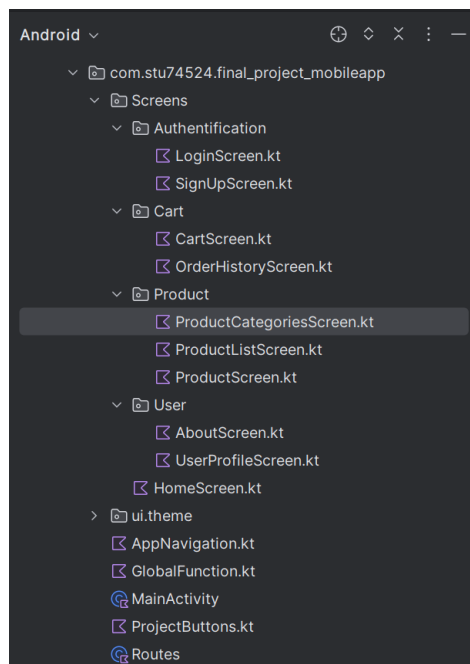 Android
com.stu74524.final_project_mobileapp
Screens
Authentification
LoginScreen.kt
SignUpScreen.kt
Cart
CartScreen.kt
OrderHistoryScreen.kt
Product
ProductCategoriesScreen.kt
ProductListScreen.kt
ProductScreen.kt
User
AboutScreen.kt
UserProfileScreen.kt
HomeScreen.kt
ui.theme
AppNavigation.kt
GlobalFunction.kt
MainActivity
ProjectButtons.kt
Routes